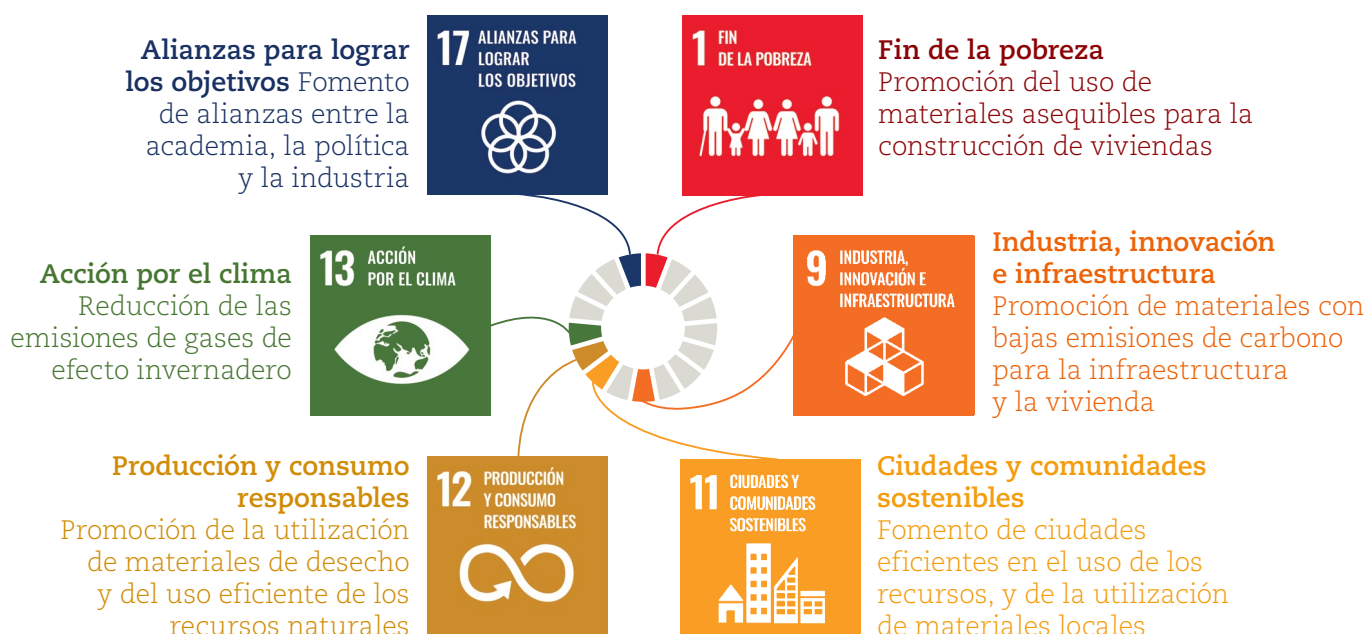 Alianzas para lograr
los objetivos Fomento
de alianzas entre la
academia, la política
y la industria
17 ALIANZAS PARA
LOGRAR
LOS OBJETIVOS
1 FIN
DE LA POBREZA
Fin de la pobreza
Promoción del uso de
materiales asequibles para la
construcción de viviendas
Acción por el clima
Reducción de las
emisiones de gases de
efecto invernadero
13 ACCIÓN
POR EL CLIMA
9 INDUSTRIA,
INNOVACIÓN E
INFRAESTRUCTURA
Industria, innovación
e infraestructura
Promoción de materiales con
bajas emisiones de carbono
para la infraestructura
y la vivienda
Producción y consumo
responsables
Promoción de la utilización
de materiales de desecho
y del uso eficiente de los
recursos naturales
12 PRODUCCIÓN
Y CONSUMO
RESPONSABLES
11 CIUDADES Y
COMUNIDADES
SOSTENIBLES
Ciudades y comunidades
sostenibles
Fomento de ciudades
eficientes en el uso de los
recursos, y de la utilización
de materiales locales